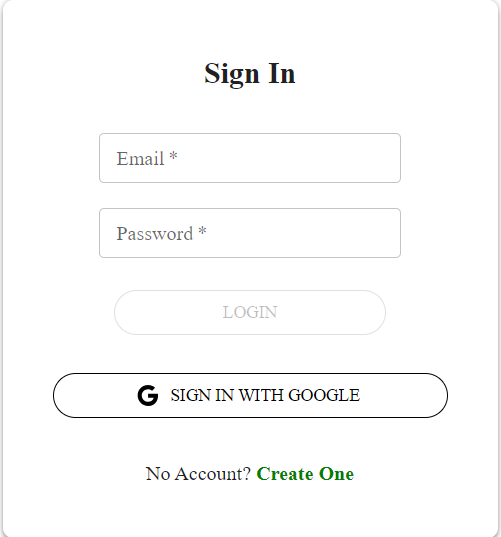 Sign In
Email *
Password *
LOGIN
SIGN IN WITH GOOGLE
No Account? Create One